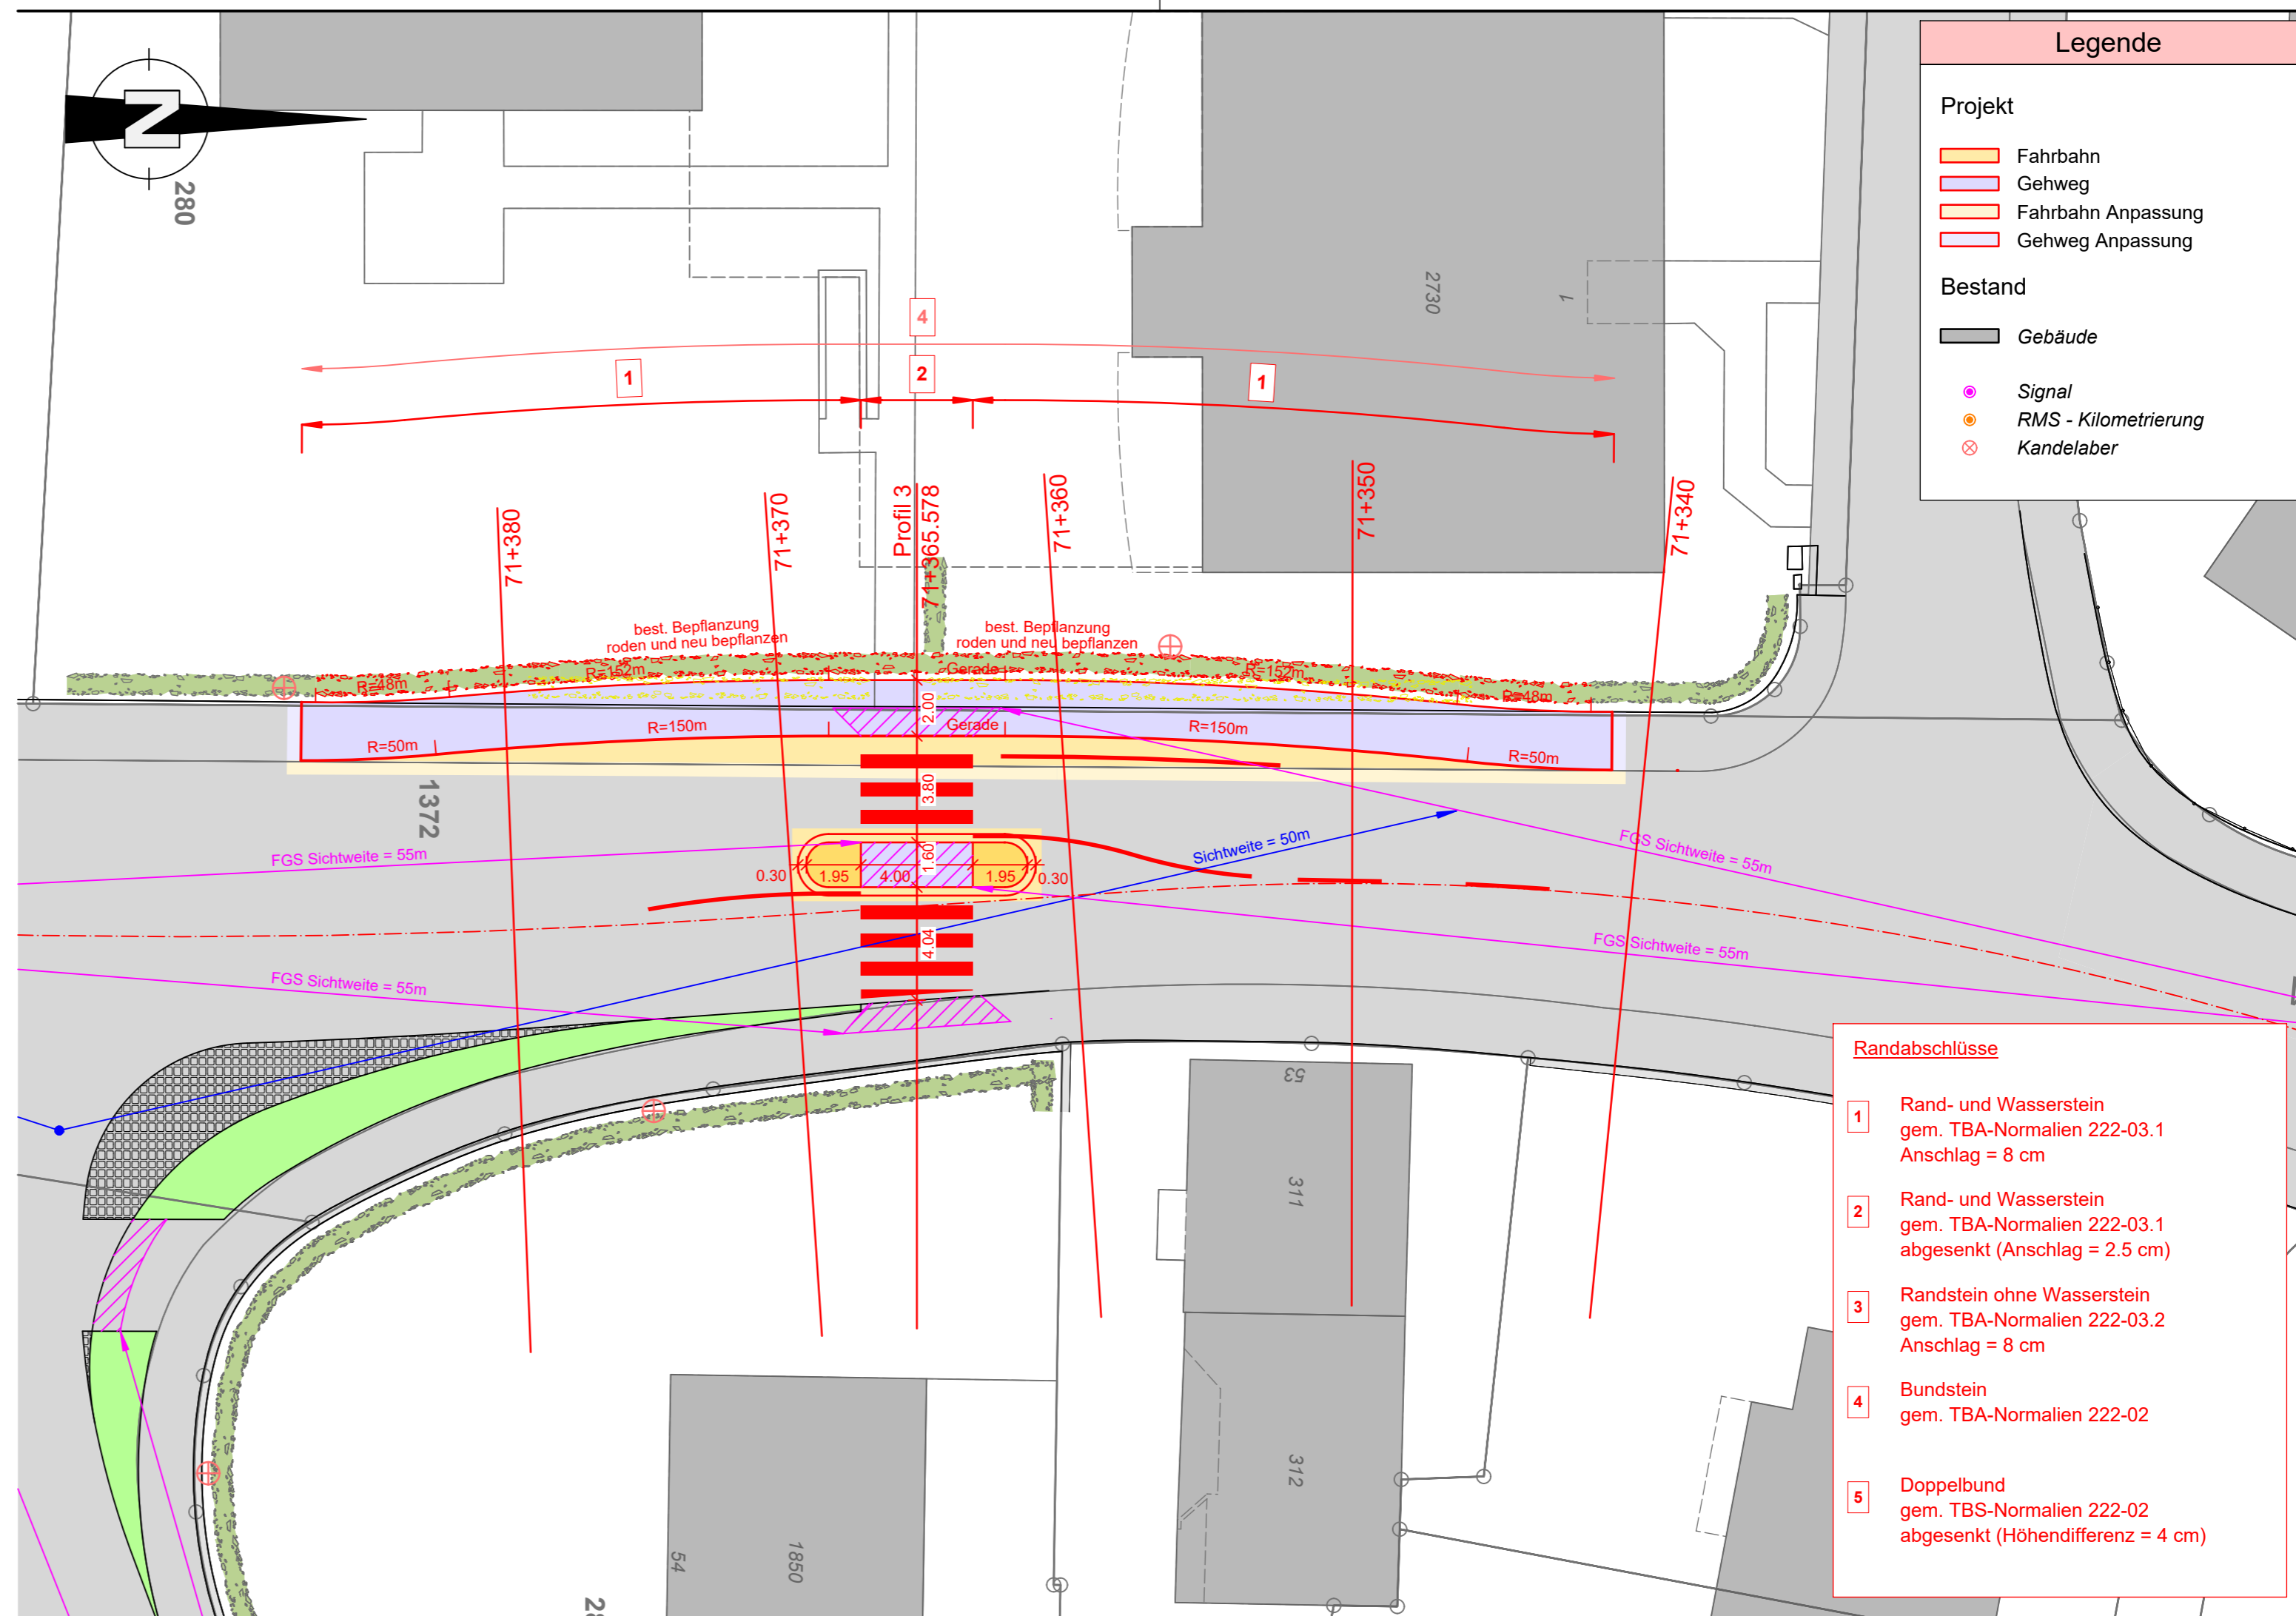 Legende
Projekt
Fahrbahn
Gehweg
Fahrbahn Anpassung
Gehweg Anpassung
Bestand
Gebäude
Signal
RMS - Kilometrierung
Kandelaber
N
280
2730
1
4
1
2
1
71+380
71+370
Profil 3
71+365.578
71+360
71+350
71+340
best. Bepflanzung
roden und neu bepflanzen
best. Bepflanzung
roden und neu bepflanzen
R=48m
R=152m
Gerade
R=152m
R=48m
R=50m
R=150m
Gerade
R=150m
R=50m
2.00
3.80
1.60
4.04
0.30
1.95
4.00
1.95
0.30
1372
FGS Sichtweite = 55m
Sichtweite = 50m
FGS Sichtweite = 55m
FGS Sichtweite = 55m
FGS Sichtweite = 55m
53
311
312
54
1850
Randabschlüsse
1
Rand- und Wasserstein
gem. TBA-Normalien 222-03.1
Anschlag = 8 cm
2
Rand- und Wasserstein
gem. TBA-Normalien 222-03.1
abgesenkt (Anschlag = 2.5 cm)
3
Randstein ohne Wasserstein
gem. TBA-Normalien 222-03.2
Anschlag = 8 cm
4
Bundstein
gem. TBA-Normalien 222-02
5
Doppelbund
gem. TBS-Normalien 222-02
abgesenkt (Höhendifferenz = 4 cm)